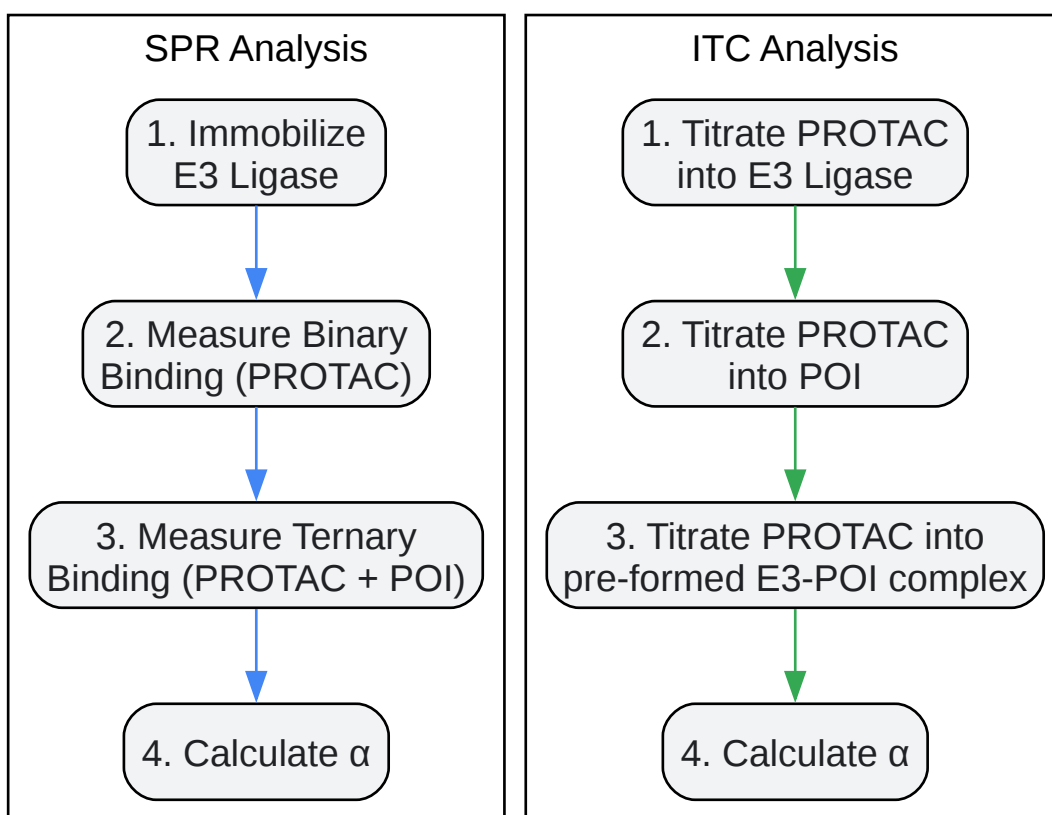 SPR Analysis
1. Immobilize
E3 Ligase
2. Measure Binary
Binding (PROTAC)
3. Measure Ternary
Binding (PROTAC + POI)
4. Calculate α
ITC Analysis
1. Titrate PROTAC
into E3 Ligase
2. Titrate PROTAC
into POI
3. Titrate PROTAC into
pre-formed E3-POI complex
4. Calculate α